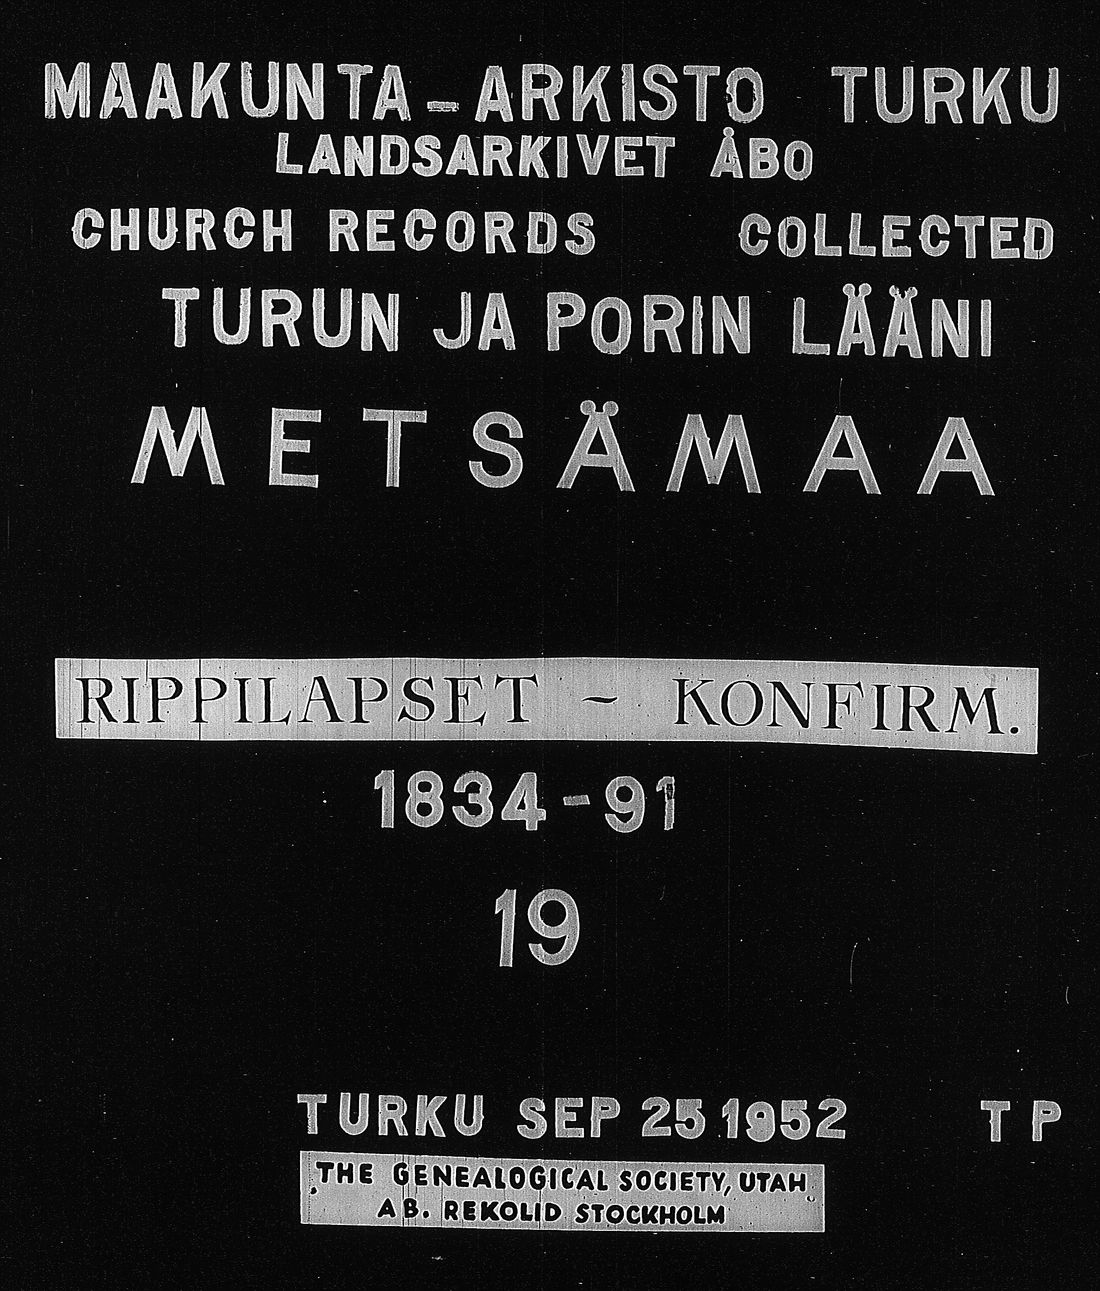 MAAKUNTA-ARKISTO TURKU
LANDSARKIVET ÅBO
CHURCH RECORDS COLLECTED
TURUN JA PORIN LÄÄNI
METSÄMAA
RIPPILAPSET - KONFIRM.
1834-91
19
TURKU SEP 25 1952 TP
THE GENEALOGICAL SOCIETY, UTAH
AB. REKOLID STOCKHOLM